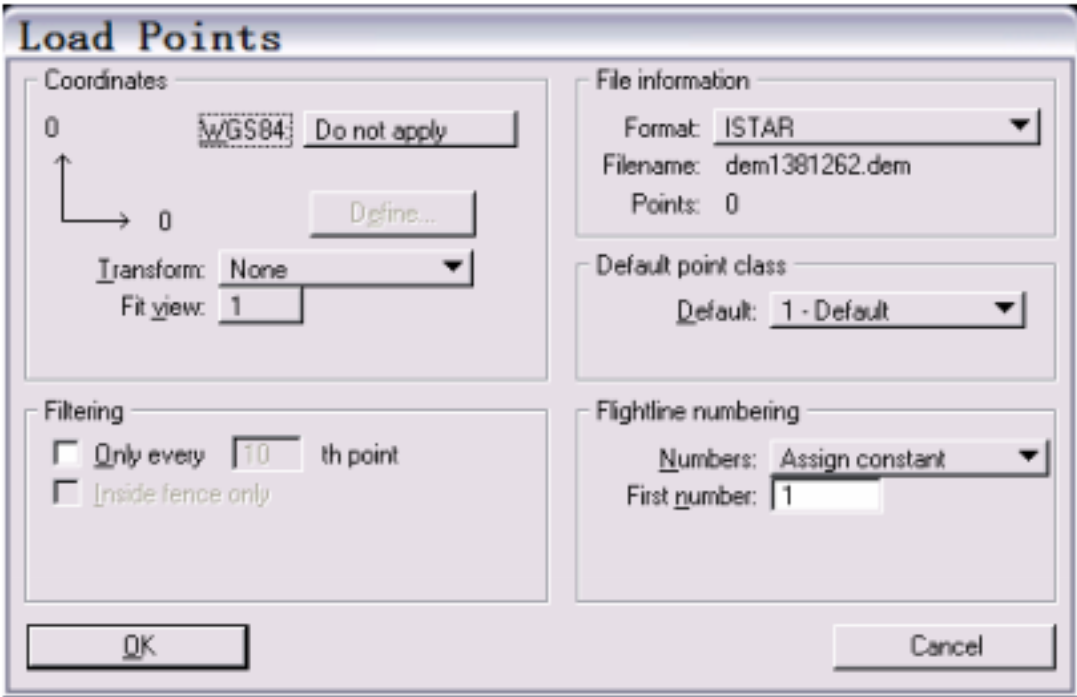 Load Points
Coordinates
0
WGS84: Do not apply
0
Define...
Transform: None
Fit view: 1
File information
Format: ISTAR
Filename: dem1381262.dem
Points: 0
Default point class
Default: 1 - Default
Filtering
Only every 10 th point
Inside fence only
Flightline numbering
Numbers: Assign constant
First number: 1
OK
Cancel